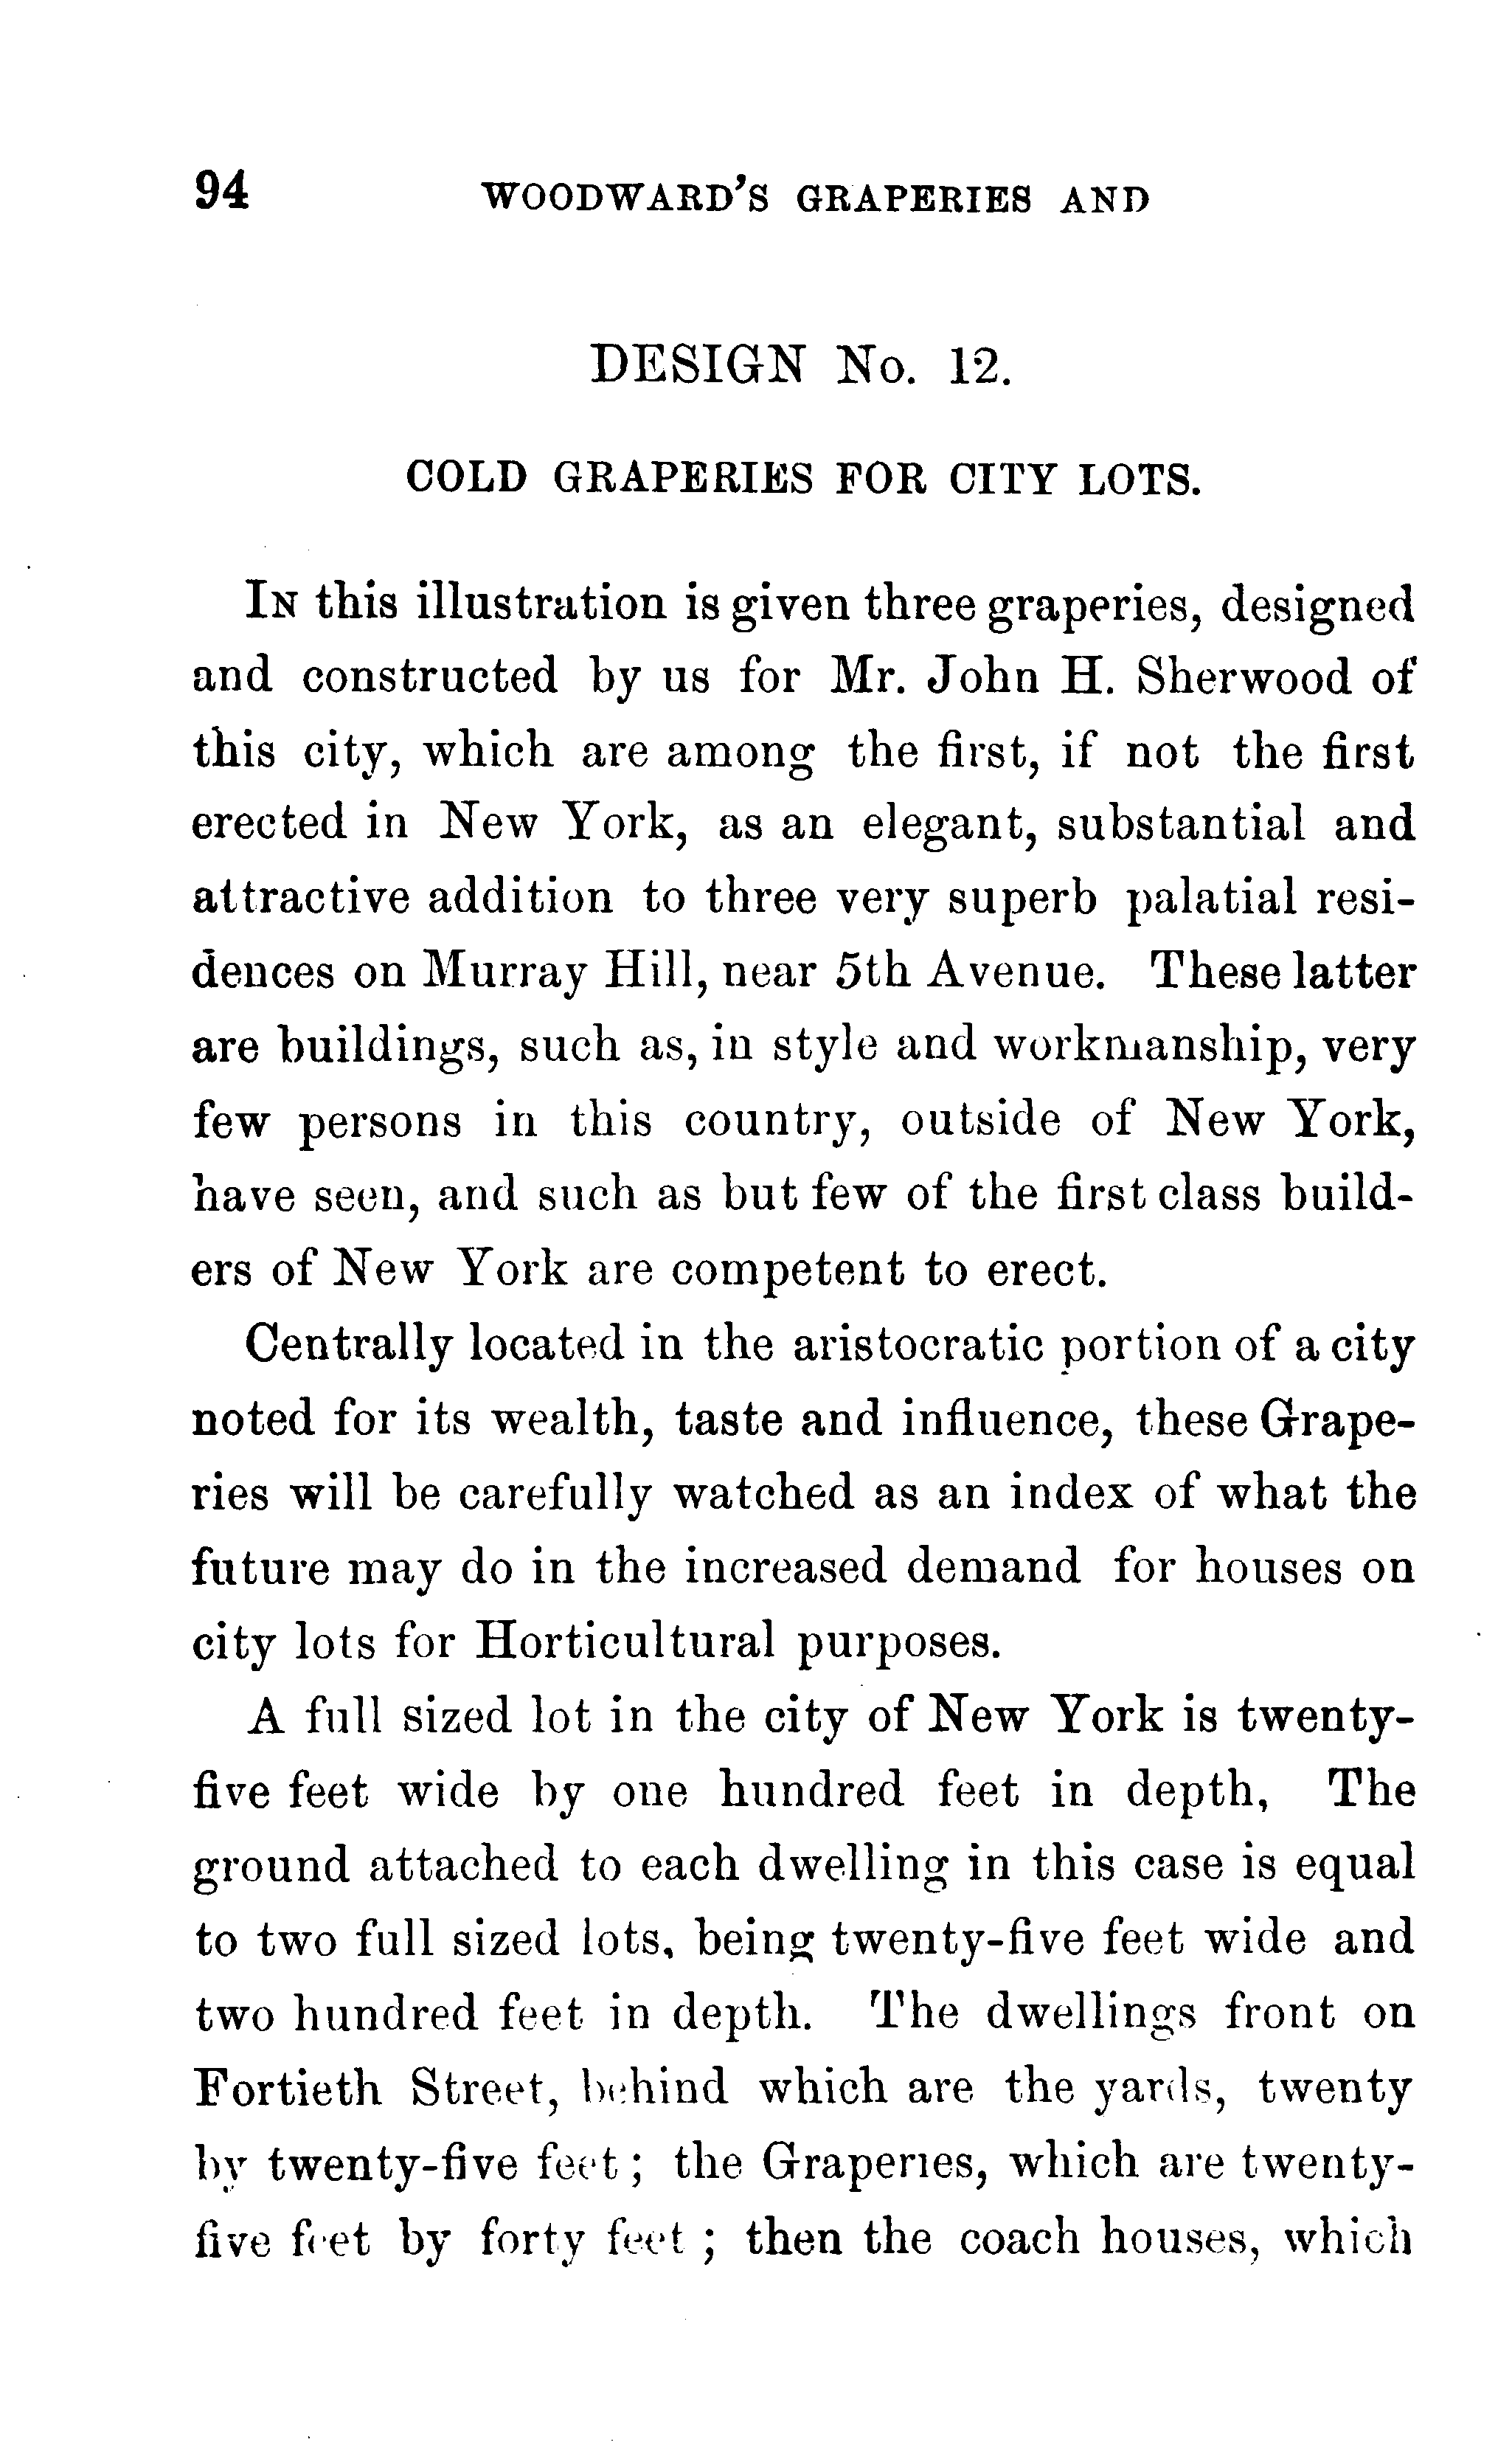 94 WOODWARD'S GRAPERIES AND
DESIGN No. 12.
COLD GRAPERIES FOR CITY LOTS.
IN this illustration is given three graperies, designed
and constructed by us for Mr. John H. Sherwood of
this city, which are among the first, if not the first
erected in New York, as an elegant, substantial and
attractive addition to three very superb palatial resi-
dences on Murray Hill, near 5th Avenue. These latter
are buildings, such as, in style and workmanship, very
few persons in this country, outside of New York,
have seen, and such as but few of the first class build-
ers of New York are competent to erect.
Centrally located in the aristocratic portion of a city
noted for its wealth, taste and influence, these Grape-
ries will be carefully watched as an index of what the
future may do in the increased demand for houses on
city lots for Horticultural purposes.
A full sized lot in the city of New York is twenty-
five feet wide by one hundred feet in depth, The
ground attached to each dwelling in this case is equal
to two full sized lots, being twenty-five feet wide and
two hundred feet in depth. The dwellings front on
Fortieth Street, behind which are the yards, twenty
by twenty-five feet; the Graperies, which are twenty-
five feet by forty feet; then the coach houses, which